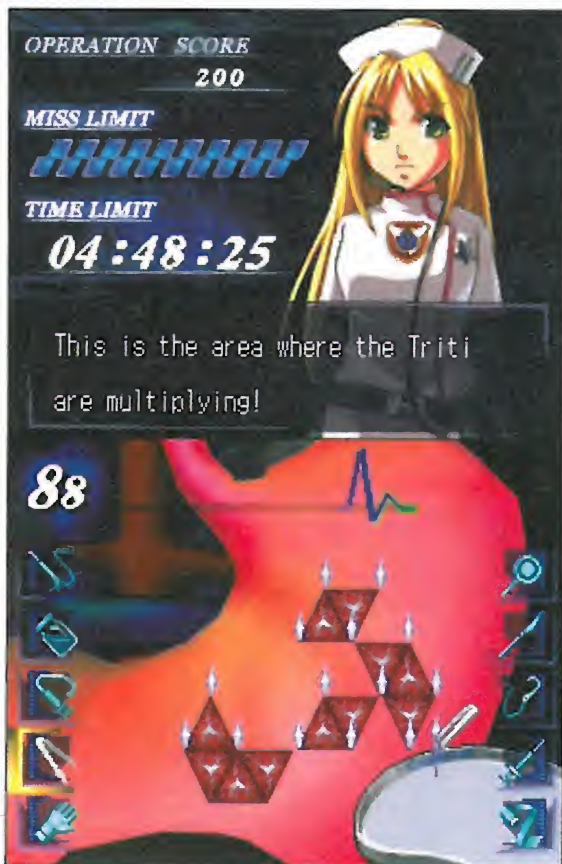 OPERATION SCORE
200
MISS LIMIT
TIME LIMIT
04:48:25
This is the area where the Triti
are multiplying!
88